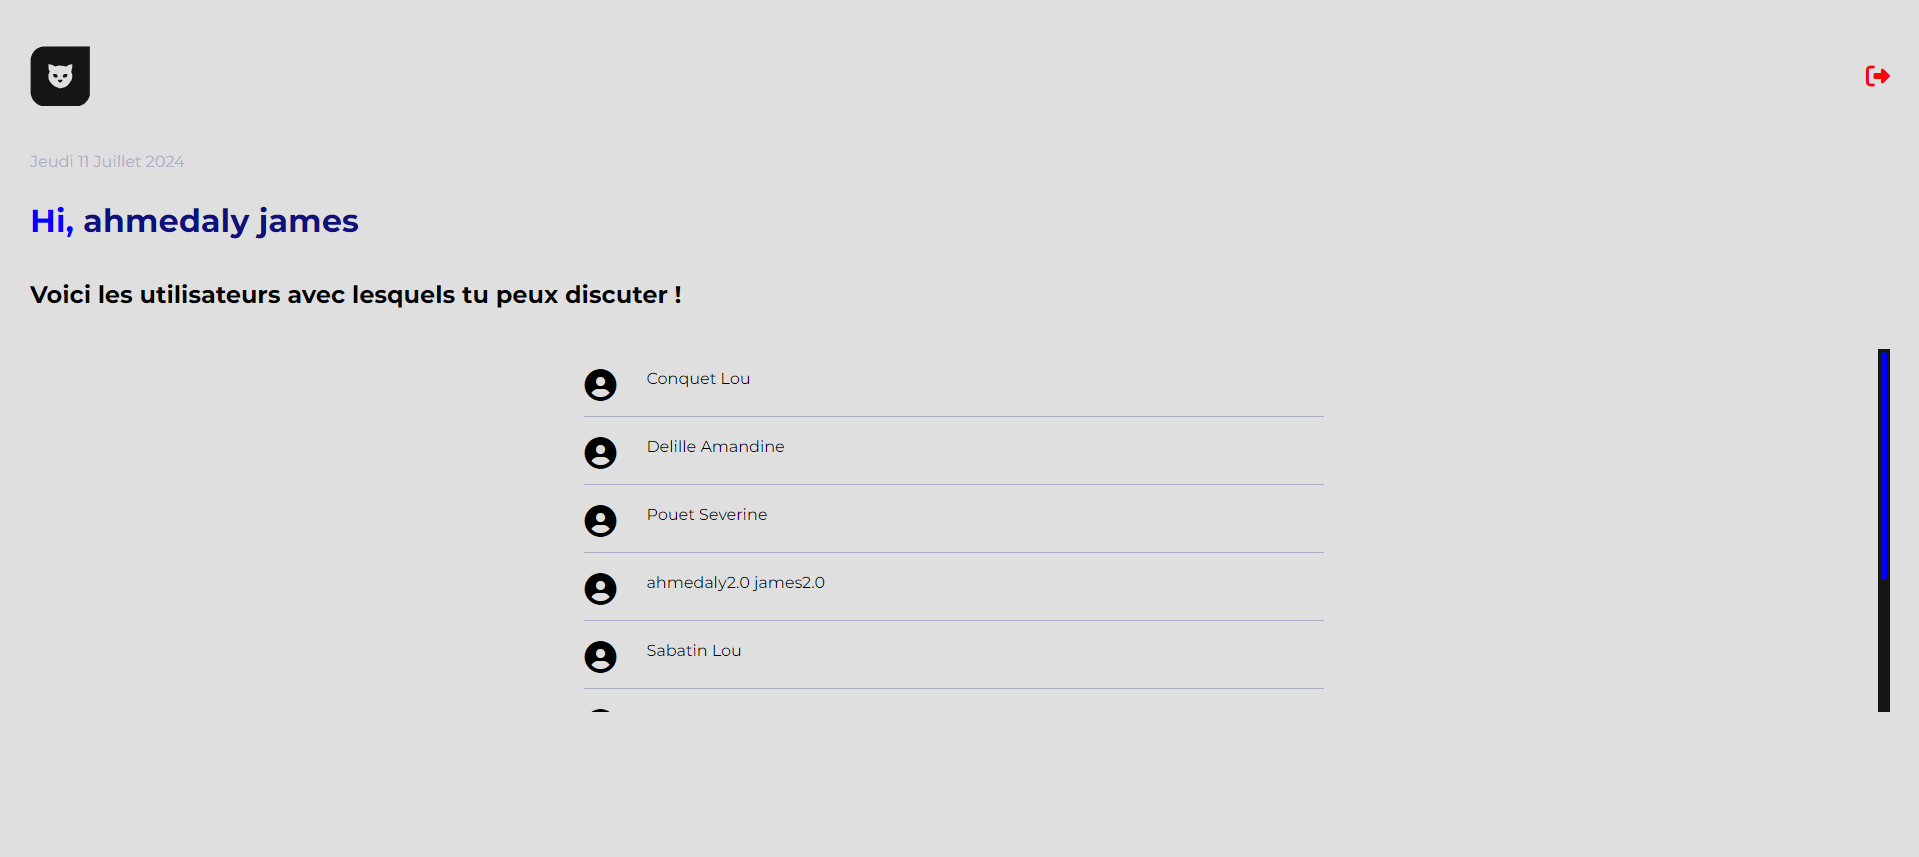 Jeudi 11 Juillet 2024
Hi, ahmedaly james
Voici les utilisateurs avec lesquels tu peux discuter !
Conquet Lou
Delille Amandine
Pouet Severine
ahmedaly2.0 james2.0
Sabatin Lou